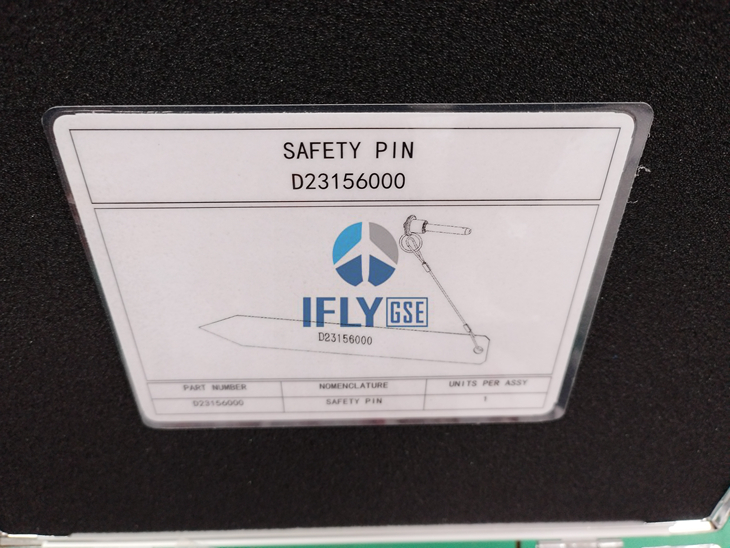 SAFETY PIN
D23156000
IFLY GSE
D23156000
PART NUMBER NOMENCLATURE UNITS PER ASSY
D23156000 SAFETY PIN 1